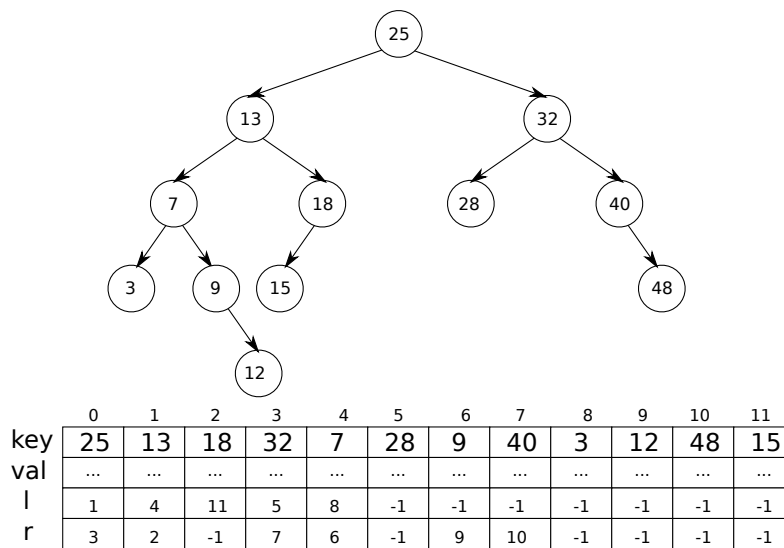 25
13 32
7 18 28 40
3 9 15 48
12
0 1 2 3 4 5 6 7 8 9 10 11
key 25 13 18 32 7 28 9 40 3 12 48 15
val ... ... ... ... ... ... ... ... ... ... ... ...
l 1 4 11 5 8 -1 -1 -1 -1 -1 -1 -1
r 3 2 -1 7 6 -1 9 10 -1 -1 -1 -1